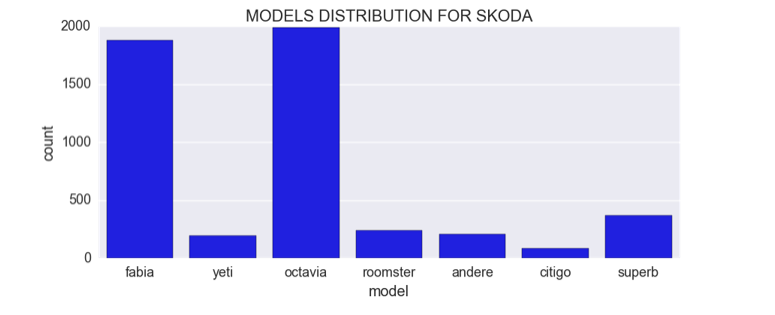 MODELS DISTRIBUTION FOR SKODA
2000
1500
1000
500
0
count
fabia yeti octavia roomster andere citigo superb
model